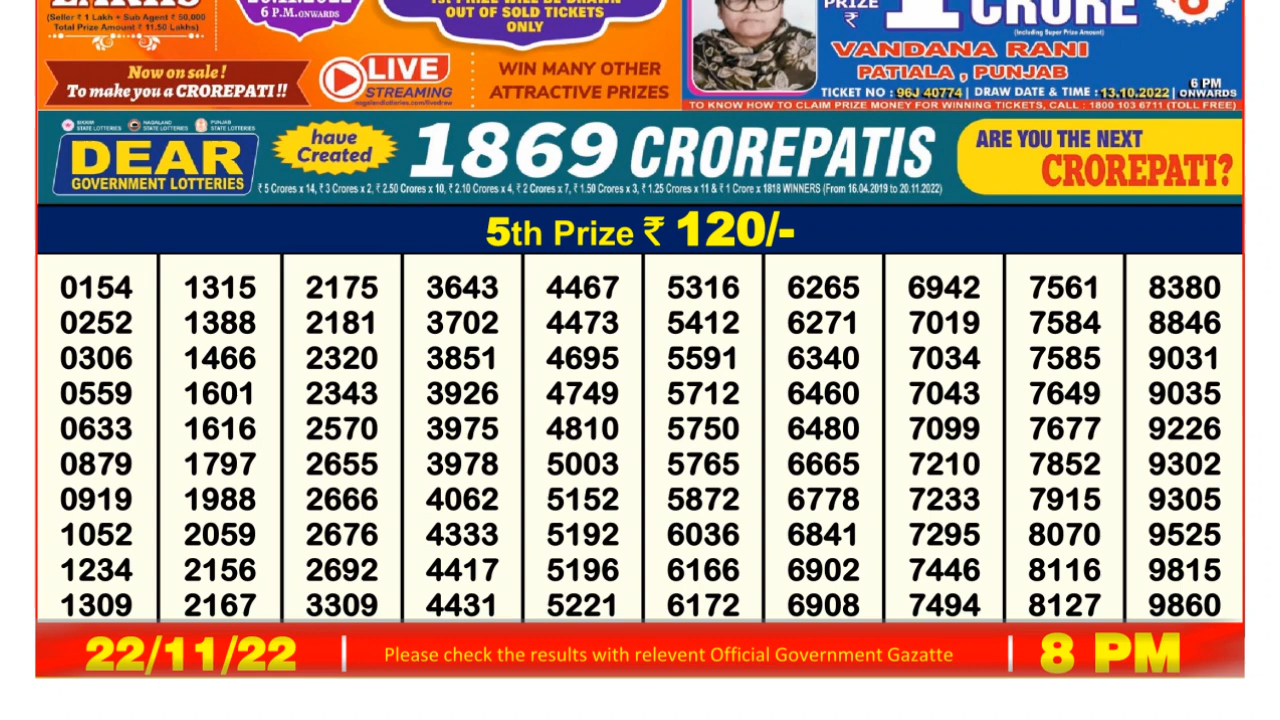 (Seller ₹ 1 Lakh + Sub Agent ₹ 50,000
Total Prize Amount ₹ 11.50 Lakhs)
6 P.M. ONWARDS
1st PRIZE WILL BE DRAWN
OUT OF SOLD TICKETS
ONLY
Now on sale !
To make you a CROREPATI !!
LIVE
STREAMING
nagalandlotteries.com/livedraw
WIN MANY OTHER
ATTRACTIVE PRIZES
PRIZE
₹
1 CRORE
(Including Super Prize Amount)
VANDANA RANI
PATIALA , PUNJAB
TICKET NO : 96J 40774 | DRAW DATE & TIME : 13.10.2022 | 6 PM ONWARDS
TO KNOW HOW TO CLAIM PRIZE MONEY FOR WINNING TICKETS, CALL : 1800 103 6711 (TOLL FREE)
SIKKIM STATE LOTTERIES NAGALAND STATE LOTTERIES PUNJAB STATE LOTTERIES
DEAR
GOVERNMENT LOTTERIES
have
Created
1869 CROREPATIS
₹ 5 Crores x 14, ₹ 3 Crores x 2, ₹ 2.50 Crores x 10, ₹ 2.10 Crores x 4, ₹ 2 Crores x 7, ₹ 1.50 Crores x 3, ₹ 1.25 Crores x 11 & ₹ 1 Crore x 1818 WINNERS (From 16.04.2019 to 20.11.2022)
ARE YOU THE NEXT
CROREPATI?
5th Prize ₹ 120/-
0154 1315 2175 3643 4467 5316 6265 6942 7561 8380
0252 1388 2181 3702 4473 5412 6271 7019 7584 8846
0306 1466 2320 3851 4695 5591 6340 7034 7585 9031
0559 1601 2343 3926 4749 5712 6460 7043 7649 9035
0633 1616 2570 3975 4810 5750 6480 7099 7677 9226
0879 1797 2655 3978 5003 5765 6665 7210 7852 9302
0919 1988 2666 4062 5152 5872 6778 7233 7915 9305
1052 2059 2676 4333 5192 6036 6841 7295 8070 9525
1234 2156 2692 4417 5196 6166 6902 7446 8116 9815
1309 2167 3309 4431 5221 6172 6908 7494 8127 9860
22/11/22 | Please check the results with relevent Official Government Gazatte | 8 PM